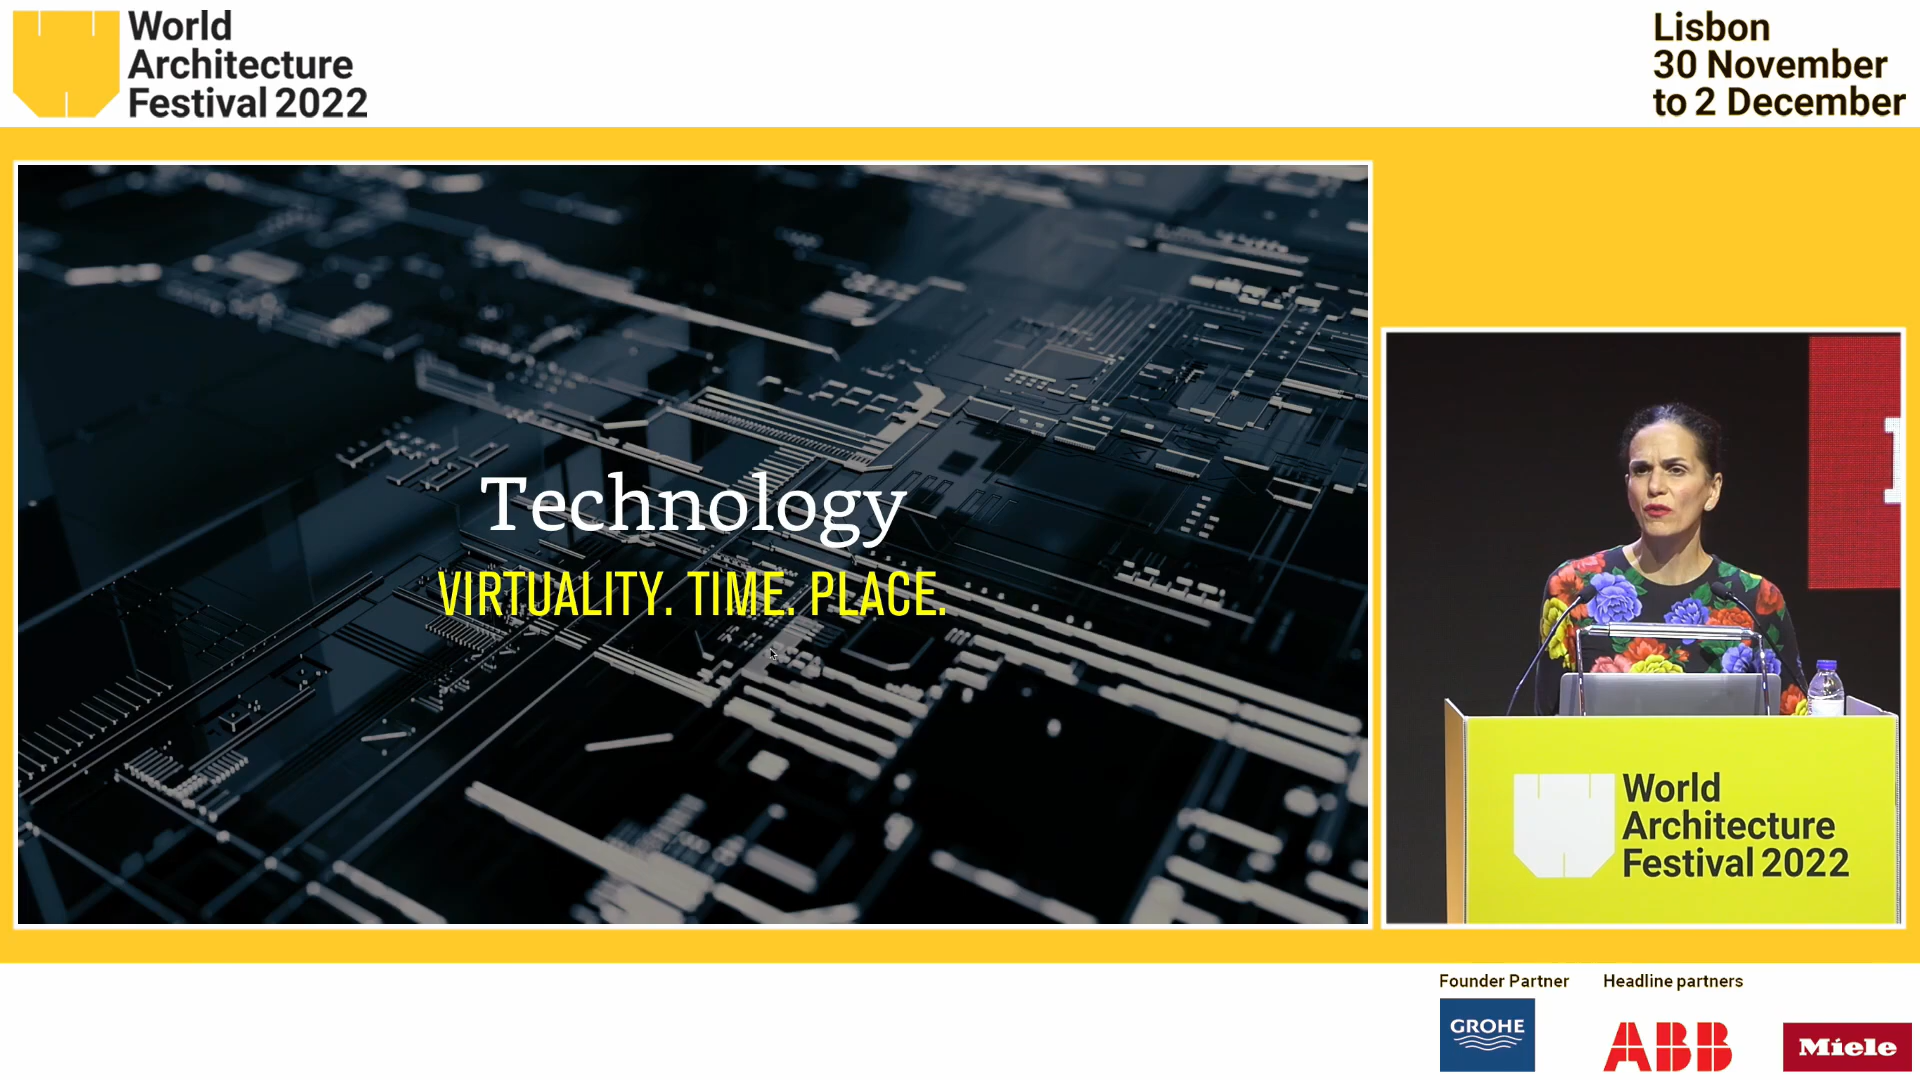 World
Architecture
Festival 2022
Lisbon
30 November
to 2 December
Technology
VIRTUALITY. TIME. PLACE.
World
Architecture
Festival 2022
Founder Partner
Headline partners
GROHE
ABB
Miele